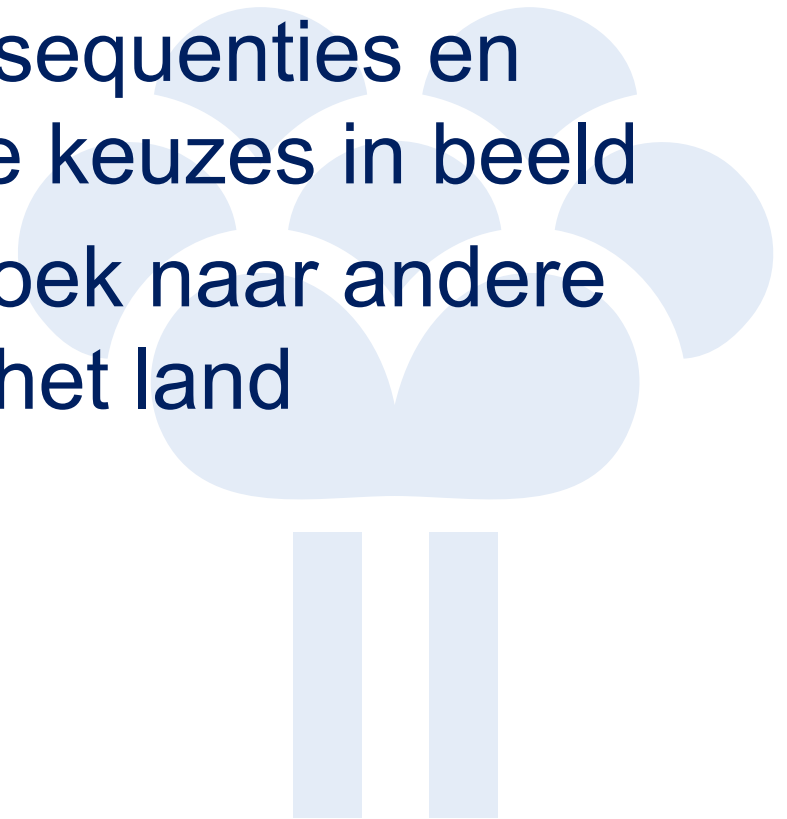 sequenties en
e keuzes in beeld
oek naar andere
het land